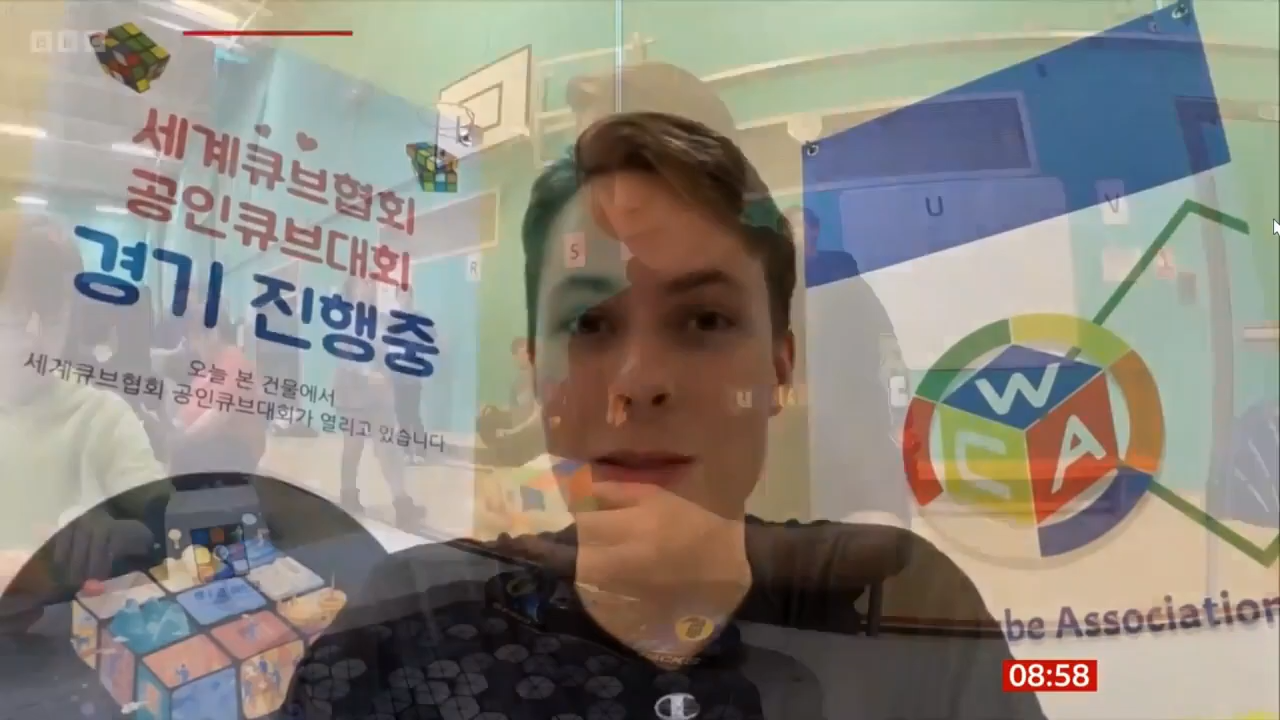 BBC
세계큐브협회
공인큐브대회
경기 진행중
오늘 본 건물에서
세계큐브협회 공인큐브대회가 열리고 있습니다
R
S
U
V
W
C A
be Association
08:58